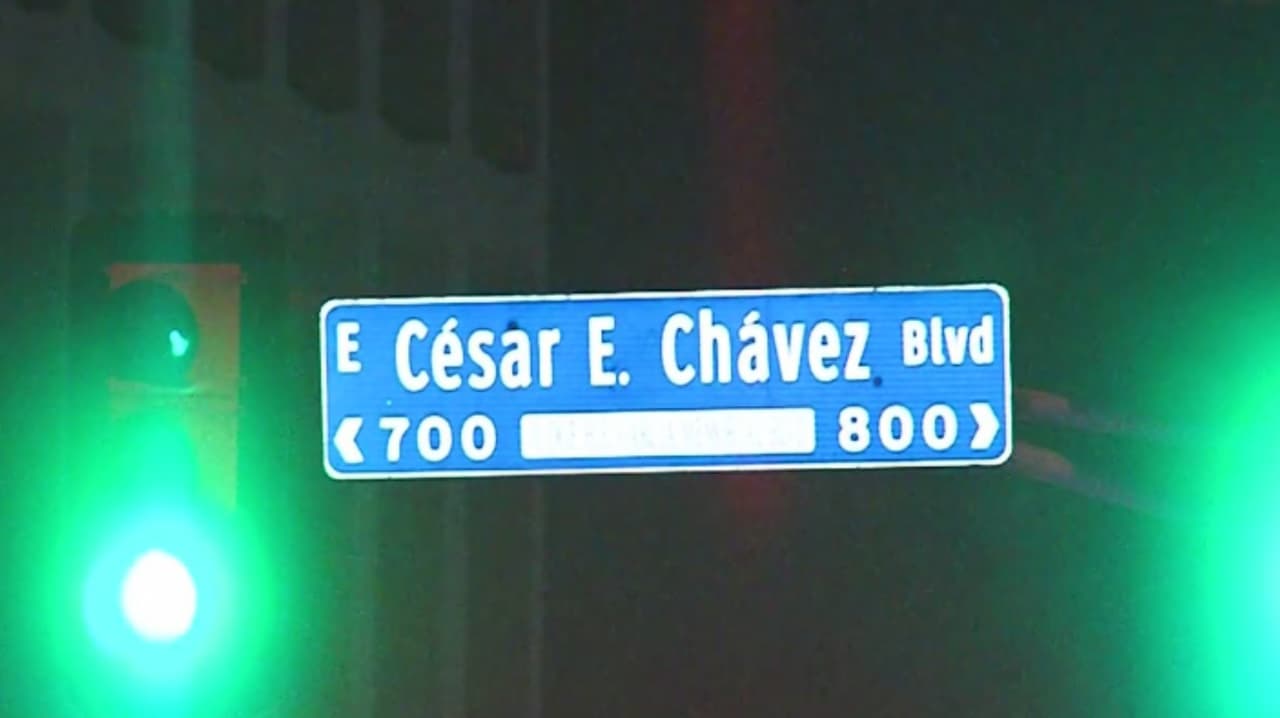 E César E. Chávez Blvd
‹ 700 800 ›